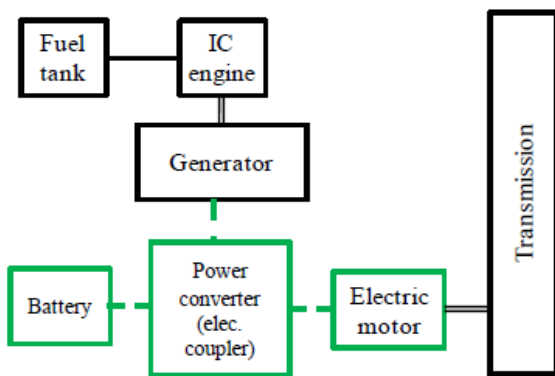 Fuel
tank
IC
engine
Generator
Transmission
Battery
Power
converter
(elec.
coupler)
Electric
motor